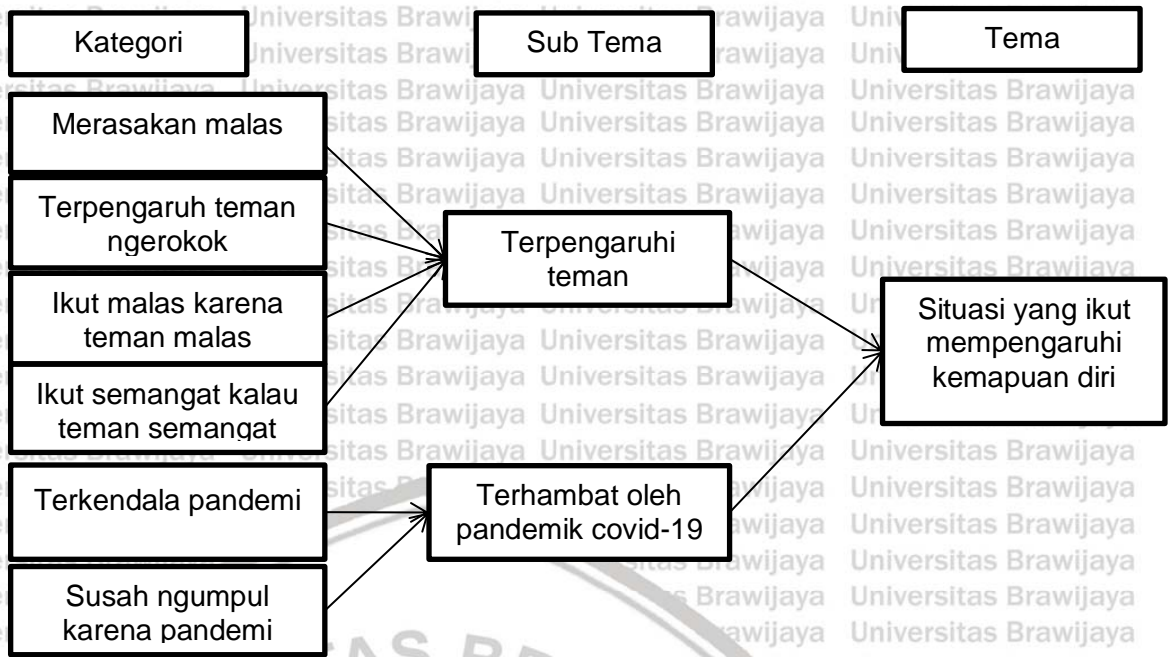 Kategori
Sub Tema
Tema
Merasakan malas
Terpengaruh teman
ngerokok
Ikut malas karena
teman malas
Ikut semangat kalau
teman semangat
Terkendala pandemi
Susah ngumpul
karena pandemi
Terpengaruhi
teman
Terhambat oleh
pandemik covid-19
Situasi yang ikut
mempengaruhi
kemapuan diri
Universitas Brawijaya